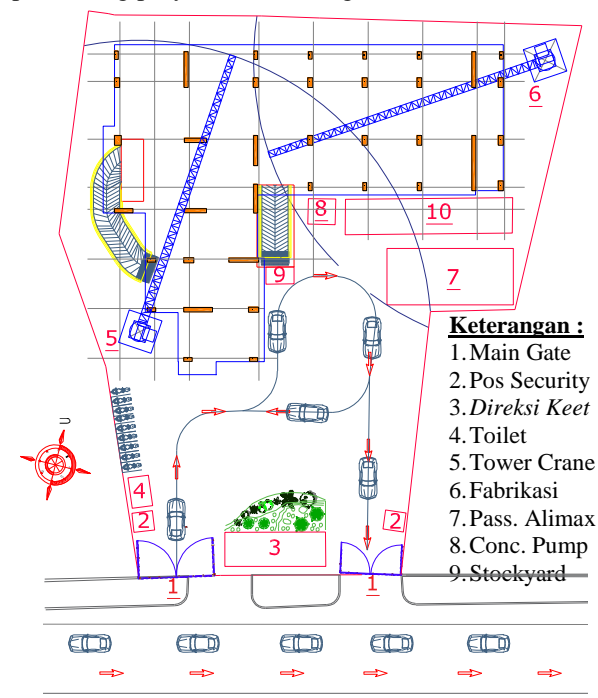 6
8
10
7
9
5
Keterangan :
1. Main Gate
2. Pos Security
3. Direksi Keet
4. Toilet
5. Tower Crane
6. Fabrikasi
7. Pass. Alimax
8. Conc. Pump
9. Stockyard
U
4
2
2
3
1
1